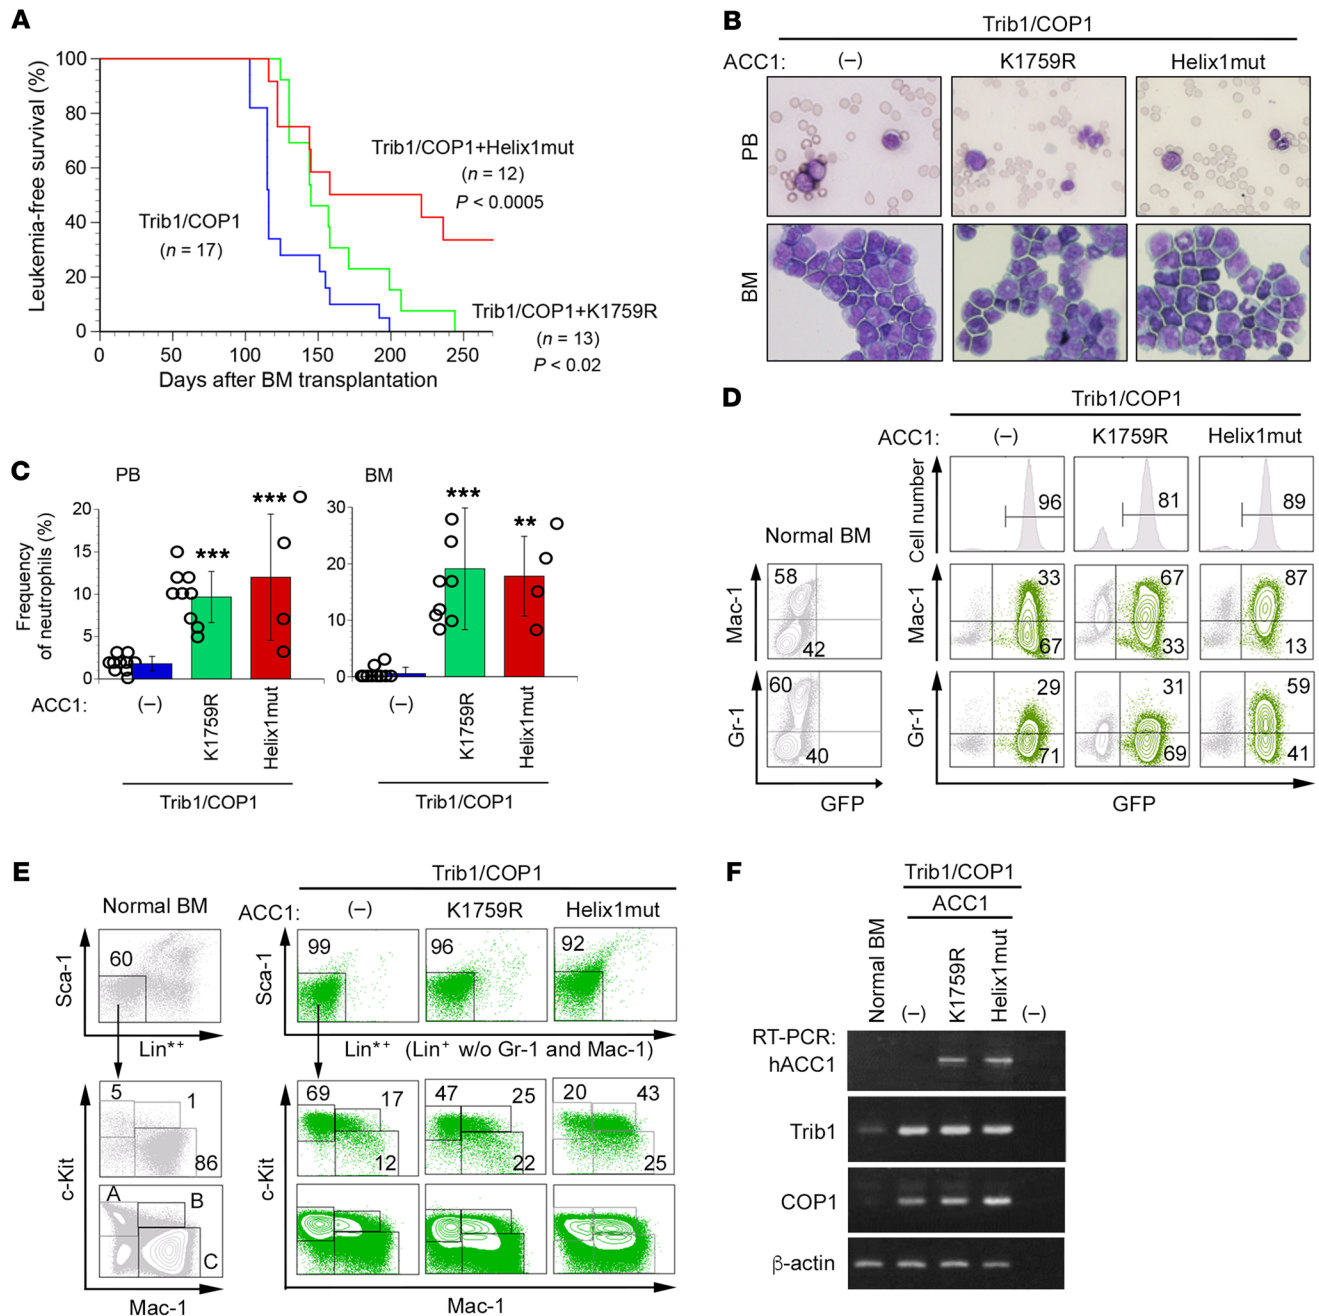 A
Leukemia-free survival (%)
100
80
60
40
20
0
0 50 100 150 200 250
Days after BM transplantation
Trib1/COP1+Helix1mut
(n = 12)
P < 0.0005
Trib1/COP1
(n = 17)
Trib1/COP1+K1759R
(n = 13)
P < 0.02
B
Trib1/COP1
ACC1: (–) K1759R Helix1mut
PB
BM
C
PB
Frequency
of neutrophils (%)
20
15
10
5
0
***
***
BM
30
20
10
0
***
**
ACC1: (–) K1759R Helix1mut (–) K1759R Helix1mut
Trib1/COP1 Trib1/COP1
D
Trib1/COP1
ACC1: (–) K1759R Helix1mut
Cell number
96 81 89
Normal BM
Mac-1
58
42
Mac-1
33 67 87
67 33 13
Gr-1
60
40
Gr-1
29 31 59
71 69 41
GFP GFP
E
Trib1/COP1
Normal BM ACC1: (–) K1759R Helix1mut
Sca-1
60
Sca-1
99 96 92
Lin*+ Lin*+ (Lin+ w/o Gr-1 and Mac-1)
c-Kit
5 1
86
A B
C
c-Kit
69 17 47 25 20 43
12 22 25
Mac-1 Mac-1
F
Trib1/COP1
ACC1
Normal BM (–) K1759R Helix1mut (–)
RT-PCR:
hACC1
Trib1
COP1
β-actin